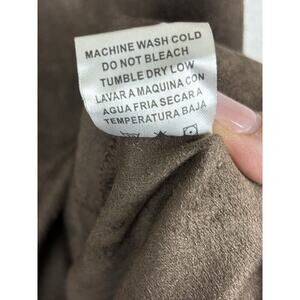 MACHINE WASH COLD
DO NOT BLEACH
TUMBLE DRY LOW
LAVAR A MAQUINA CON
AGUA FRIA SECAR A
TEMPERATURA BAJA